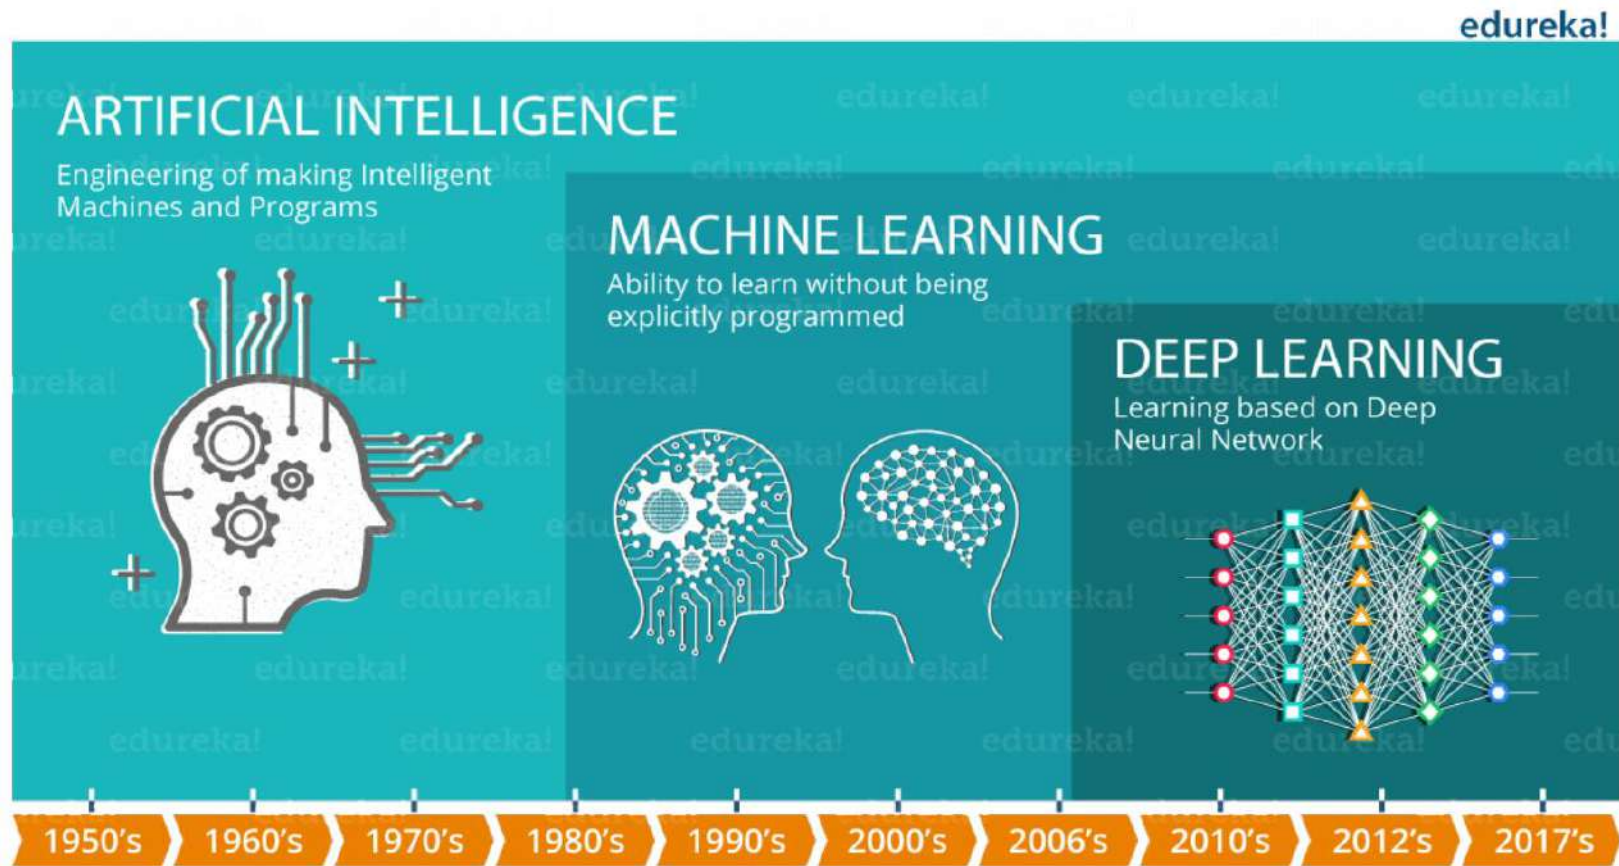 edureka!
ARTIFICIAL INTELLIGENCE
Engineering of making Intelligent
Machines and Programs
MACHINE LEARNING
Ability to learn without being
explicitly programmed
DEEP LEARNING
Learning based on Deep
Neural Network
1950's 1960's 1970's 1980's 1990's 2000's 2006's 2010's 2012's 2017's